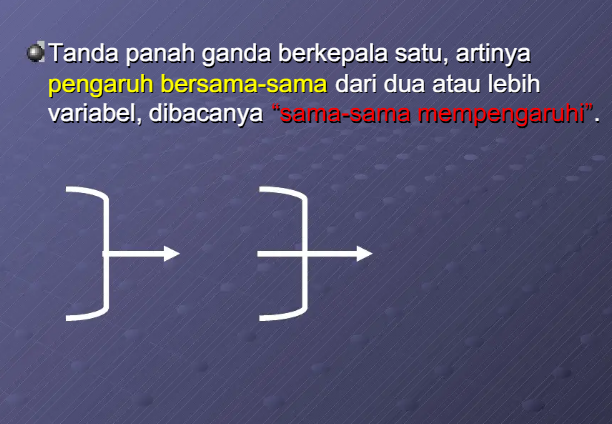 Tanda panah ganda berkepala satu, artinya
pengaruh bersama-sama dari dua atau lebih
variabel, dibacanya “sama-sama mempengaruhi”.